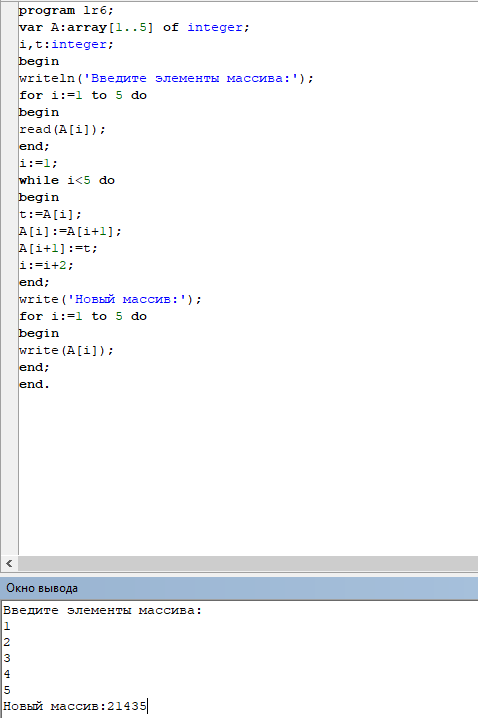 program lr6;
var A:array[1..5] of integer;
i,t:integer;
begin
writeln('Введите элементы массива:');
for i:=1 to 5 do
begin
read(A[i]);
end;
i:=1;
while i<5 do
begin
t:=A[i];
A[i]:=A[i+1];
A[i+1]:=t;
i:=i+2;
end;
write('Новый массив:');
for i:=1 to 5 do
begin
write(A[i]);
end;
end.
Окно вывода
Введите элементы массива:
1
2
3
4
5
Новый массив:21435